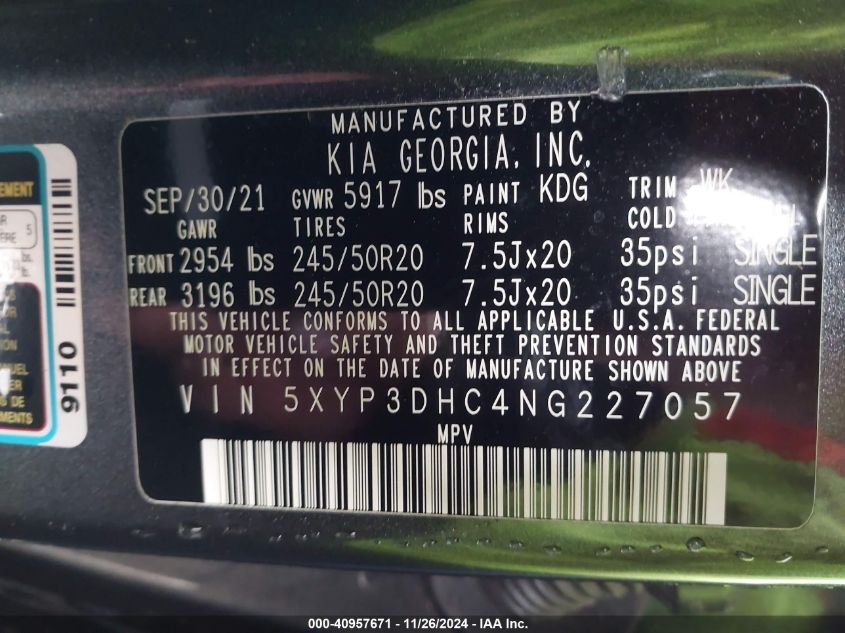 MANUFACTURED BY
KIA GEORGIA, INC.
SEP/30/21 GVWR 5917 lbs PAINT KDG TRIM WK
GAWR TIRES RIMS COLD
FRONT 2954 lbs 245/50R20 7.5Jx20 35psi SINGLE
REAR 3196 lbs 245/50R20 7.5Jx20 35psi SINGLE
THIS VEHICLE CONFORMS TO ALL APPLICABLE U.S.A. FEDERAL
MOTOR VEHICLE SAFETY AND THEFT PREVENTION STANDARDS
IN EFFECT ON THE DATE OF MANUFACTURE SHOWN ABOVE
VIN 5XYP3DHC4NG227057
MPV
5
9110
000-40957671 - 11/26/2024 - IAA Inc.